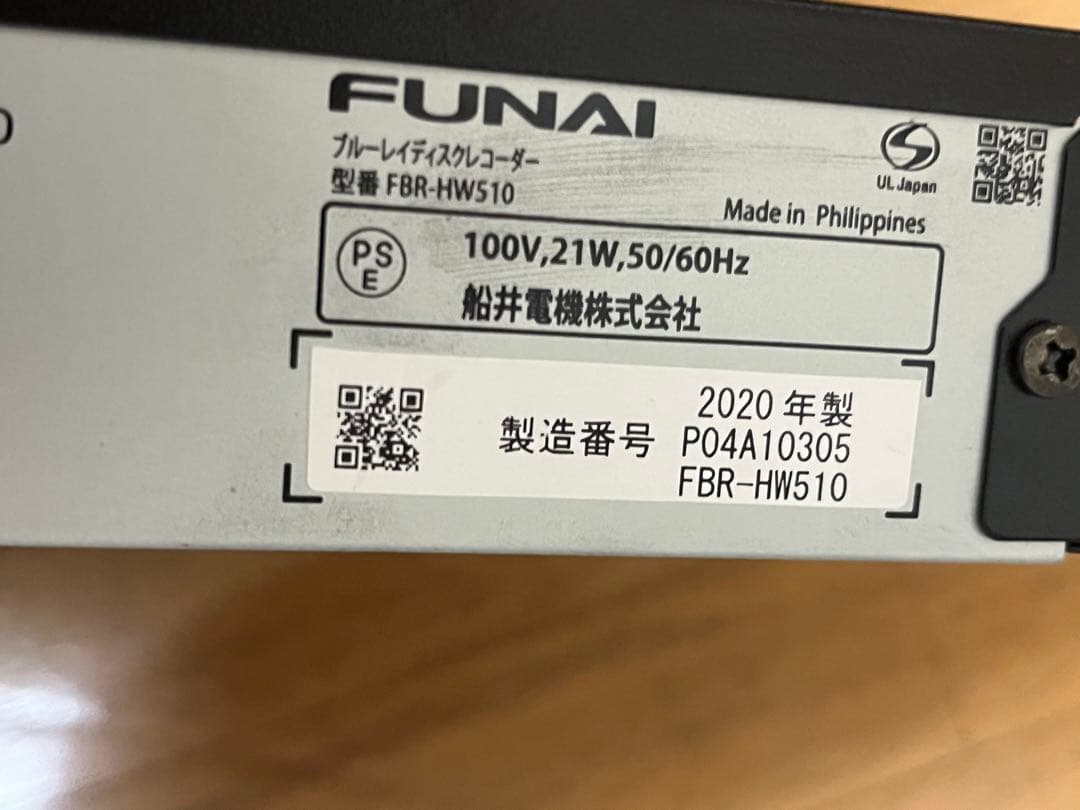 FUNAI
ブルーレイディスクレコーダー
型番 FBR-HW510
UL Japan
Made in Philippines
PS
E
100V,21W,50/60Hz
船井電機株式会社
2020 年製
製造番号 P04A10305
FBR-HW510